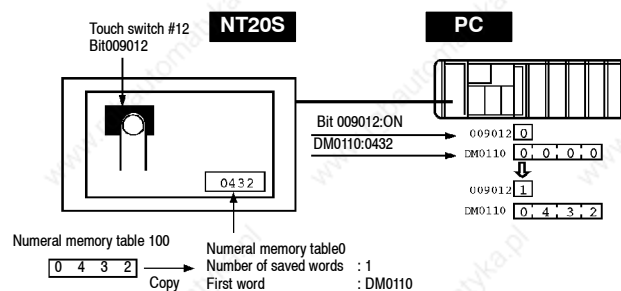 Touch switch #12
Bit009012
NT20S
PC
Bit 009012:ON
DM0110:0432
009012 0
DM0110 0 0 0 0
009012 1
DM0110 0 4 3 2
0432
Numeral memory table 100
0 4 3 2
Copy
Numeral memory table0
Number of saved words : 1
First word : DM0110